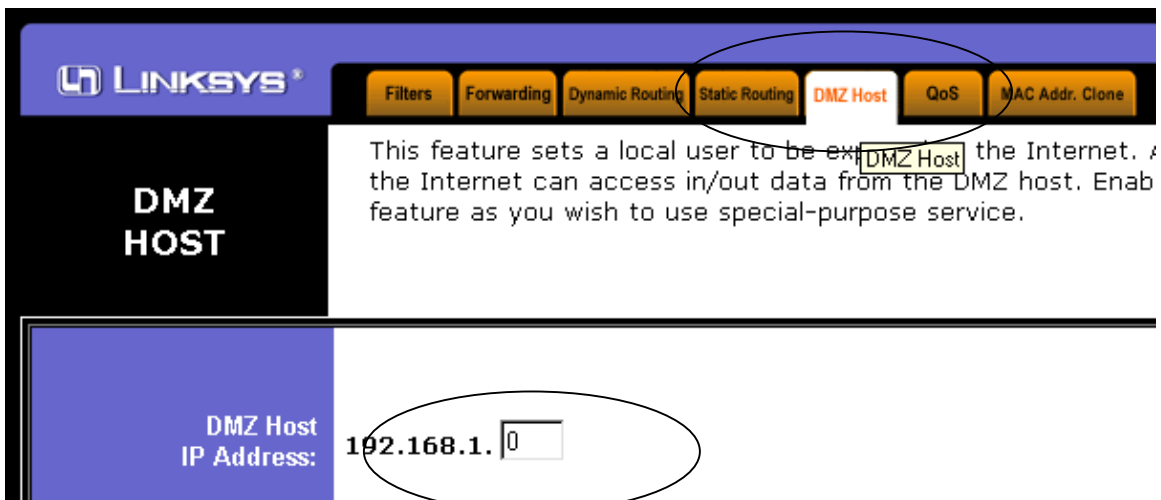 LINKSYS®
Filters Forwarding Dynamic Routing Static Routing DMZ Host QoS MAC Addr. Clone
This feature sets a local user to be the Internet.
DMZ Host
the Internet can access in/out data from the DMZ host.
feature as you wish to use special-purpose service.
DMZ
HOST
DMZ Host
IP Address:
192.168.1. 0